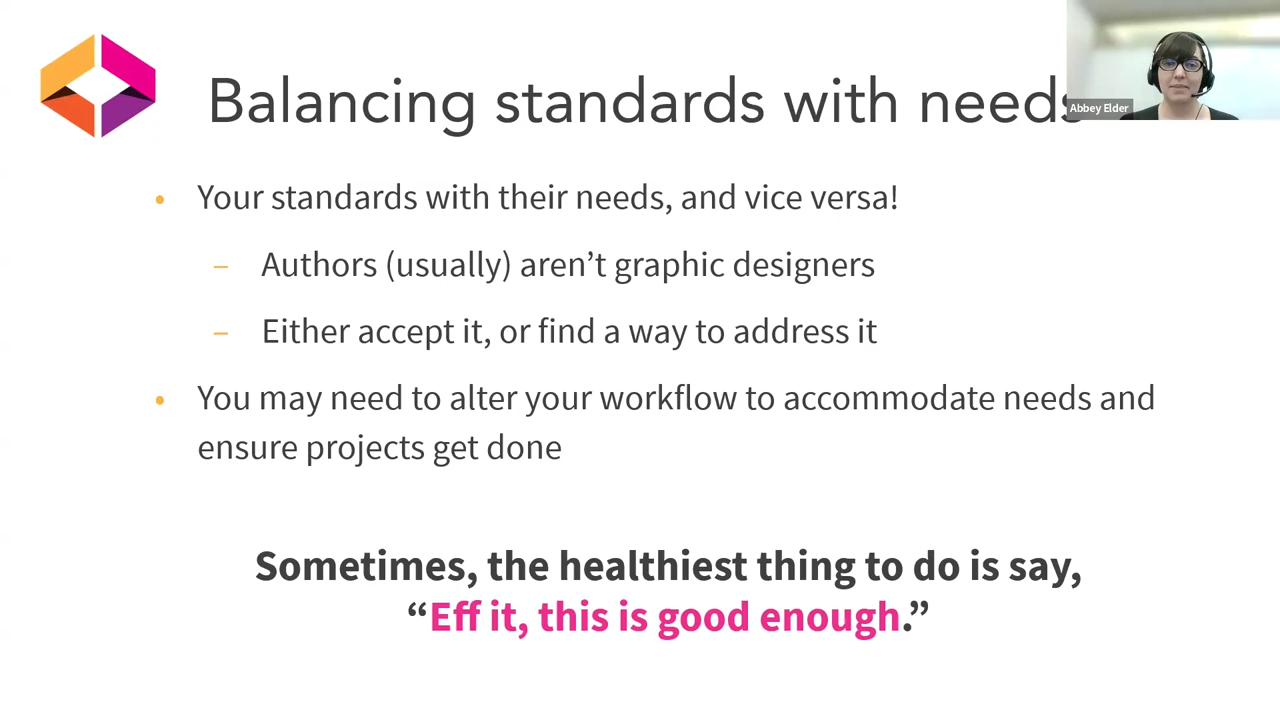 Balancing standards with needs
Abbey Elder
• Your standards with their needs, and vice versa!
– Authors (usually) aren’t graphic designers
– Either accept it, or find a way to address it
• You may need to alter your workflow to accommodate needs and
ensure projects get done
Sometimes, the healthiest thing to do is say,
“Eff it, this is good enough.”